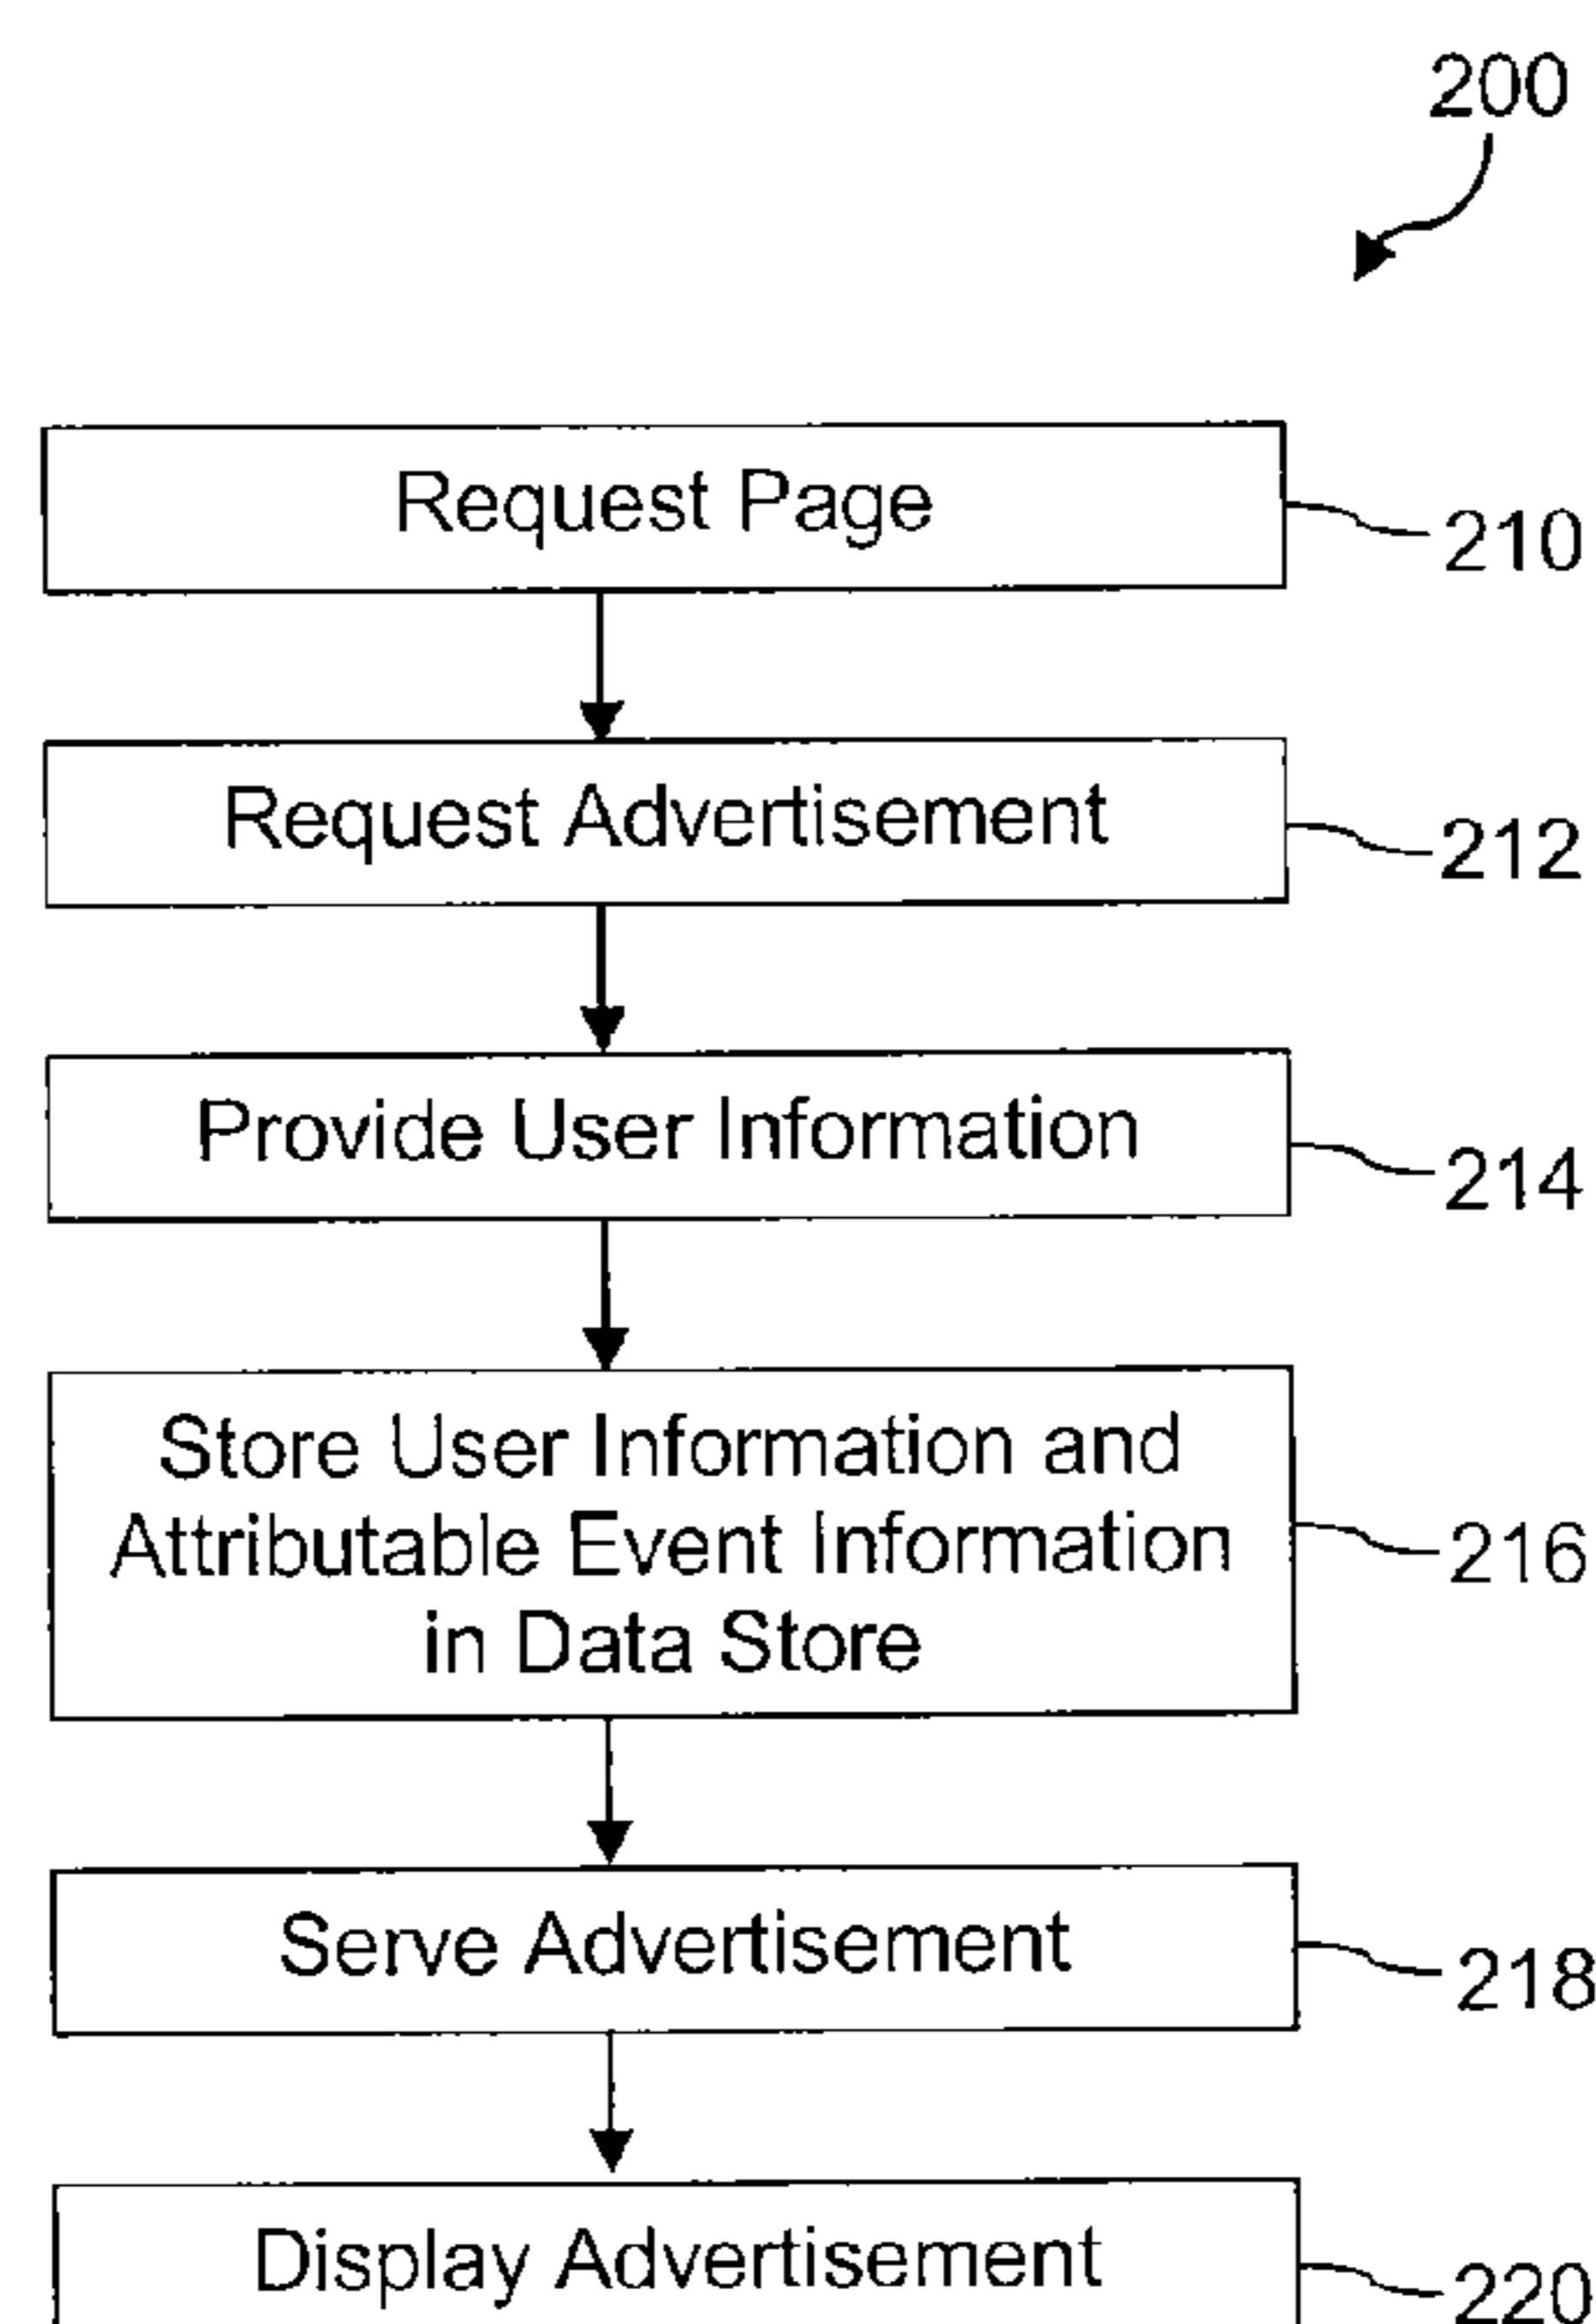 200
Request Page
210
Request Advertisement
212
Provide User Information
214
Store User Information and
Attributable Event Information
in Data Store
216
Serve Advertisement
218
Display Advertisement
220